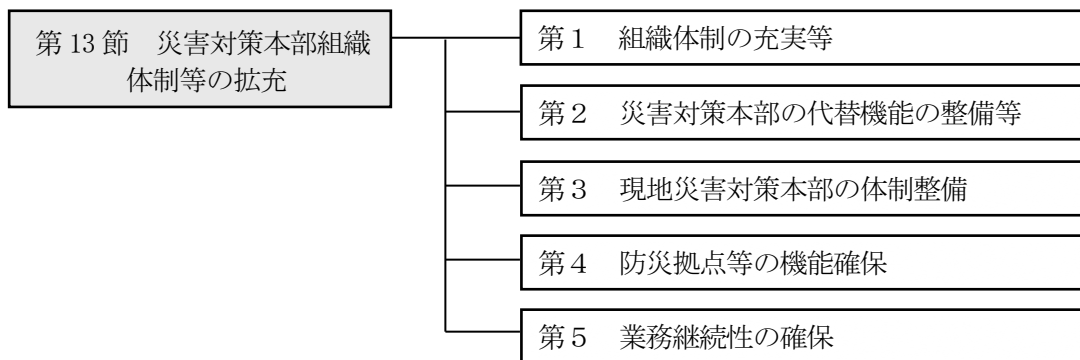 第13節　災害対策本部組織
体制等の拡充
第１　組織体制の充実等
第２　災害対策本部の代替機能の整備等
第３　現地災害対策本部の体制整備
第４　防災拠点等の機能確保
第５　業務継続性の確保